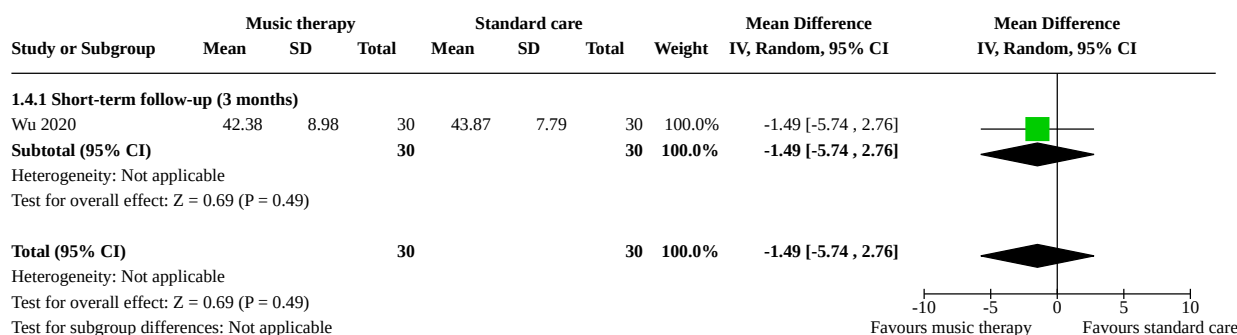 Music therapy Standard care Mean Difference Mean Difference
Study or Subgroup Mean SD Total Mean SD Total Weight IV, Random, 95% CI IV, Random, 95% CI
1.4.1 Short-term follow-up (3 months)
Wu 2020 42.38 8.98 30 43.87 7.79 30 100.0% -1.49 [-5.74 , 2.76]
Subtotal (95% CI) 30 30 100.0% -1.49 [-5.74 , 2.76]
Heterogeneity: Not applicable
Test for overall effect: Z = 0.69 (P = 0.49)
Total (95% CI) 30 30 100.0% -1.49 [-5.74 , 2.76]
Heterogeneity: Not applicable
Test for overall effect: Z = 0.69 (P = 0.49)
-10 -5 0 5 10
Test for subgroup differences: Not applicable Favours music therapy Favours standard care